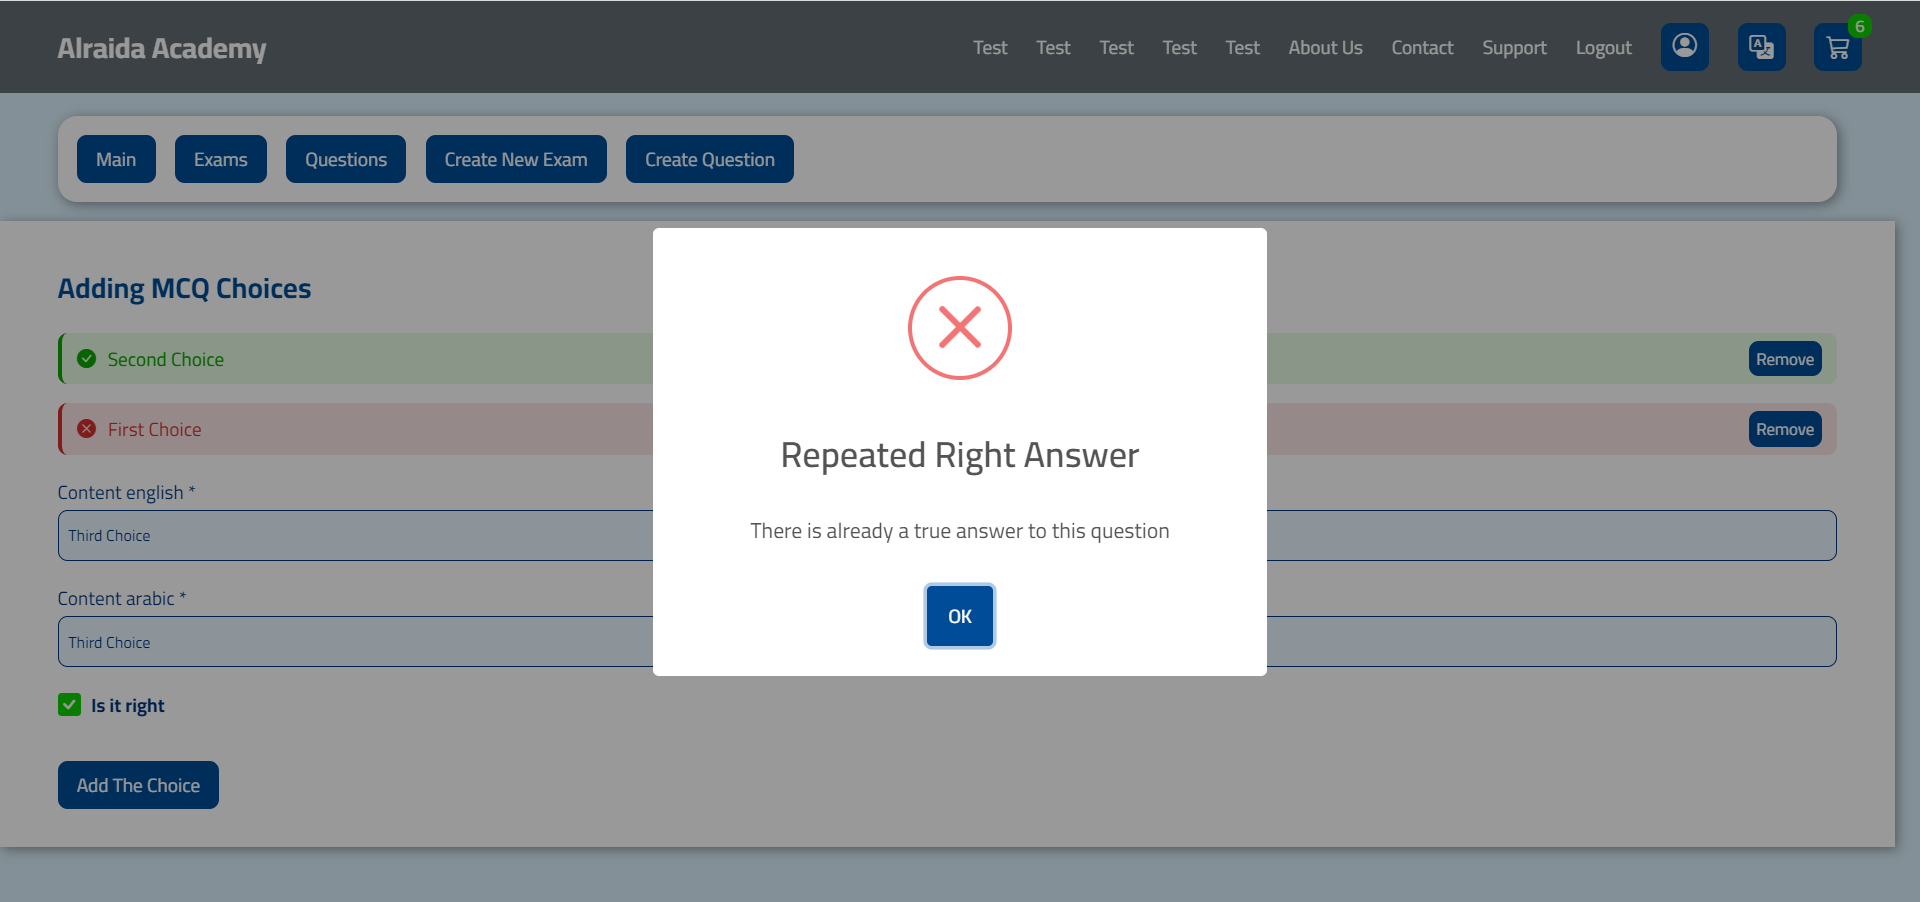 Alraida Academy
Test Test Test Test Test About Us Contact Support Logout
6
Main Exams Questions Create New Exam Create Question
Adding MCQ Choices
Second Choice Remove
First Choice Remove
Content english *
Third Choice
Content arabic *
Third Choice
Is it right
Add The Choice
Repeated Right Answer
There is already a true answer to this question
OK